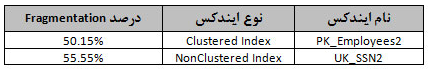 نام ایندکس نوع ایندکس درصد Fragmentation
PK_Employees2 Clustered Index 50.15%
UK_SSN2 NonClustered Index 55.55%